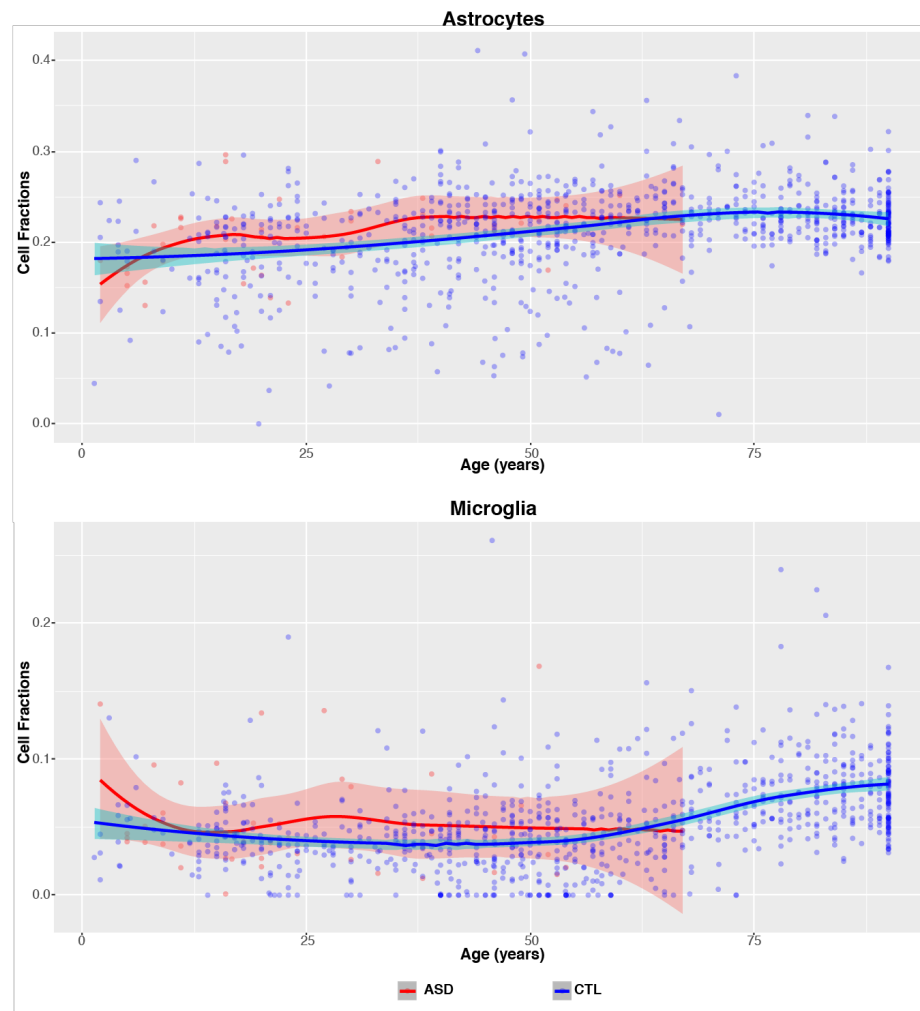 Astrocytes
Cell Fractions
0.4
0.3
0.2
0.1
0.0
0
25
50
75
Age (years)
Microglia
Cell Fractions
0.2
0.1
0.0
0
25
50
75
Age (years)
ASD
CTL